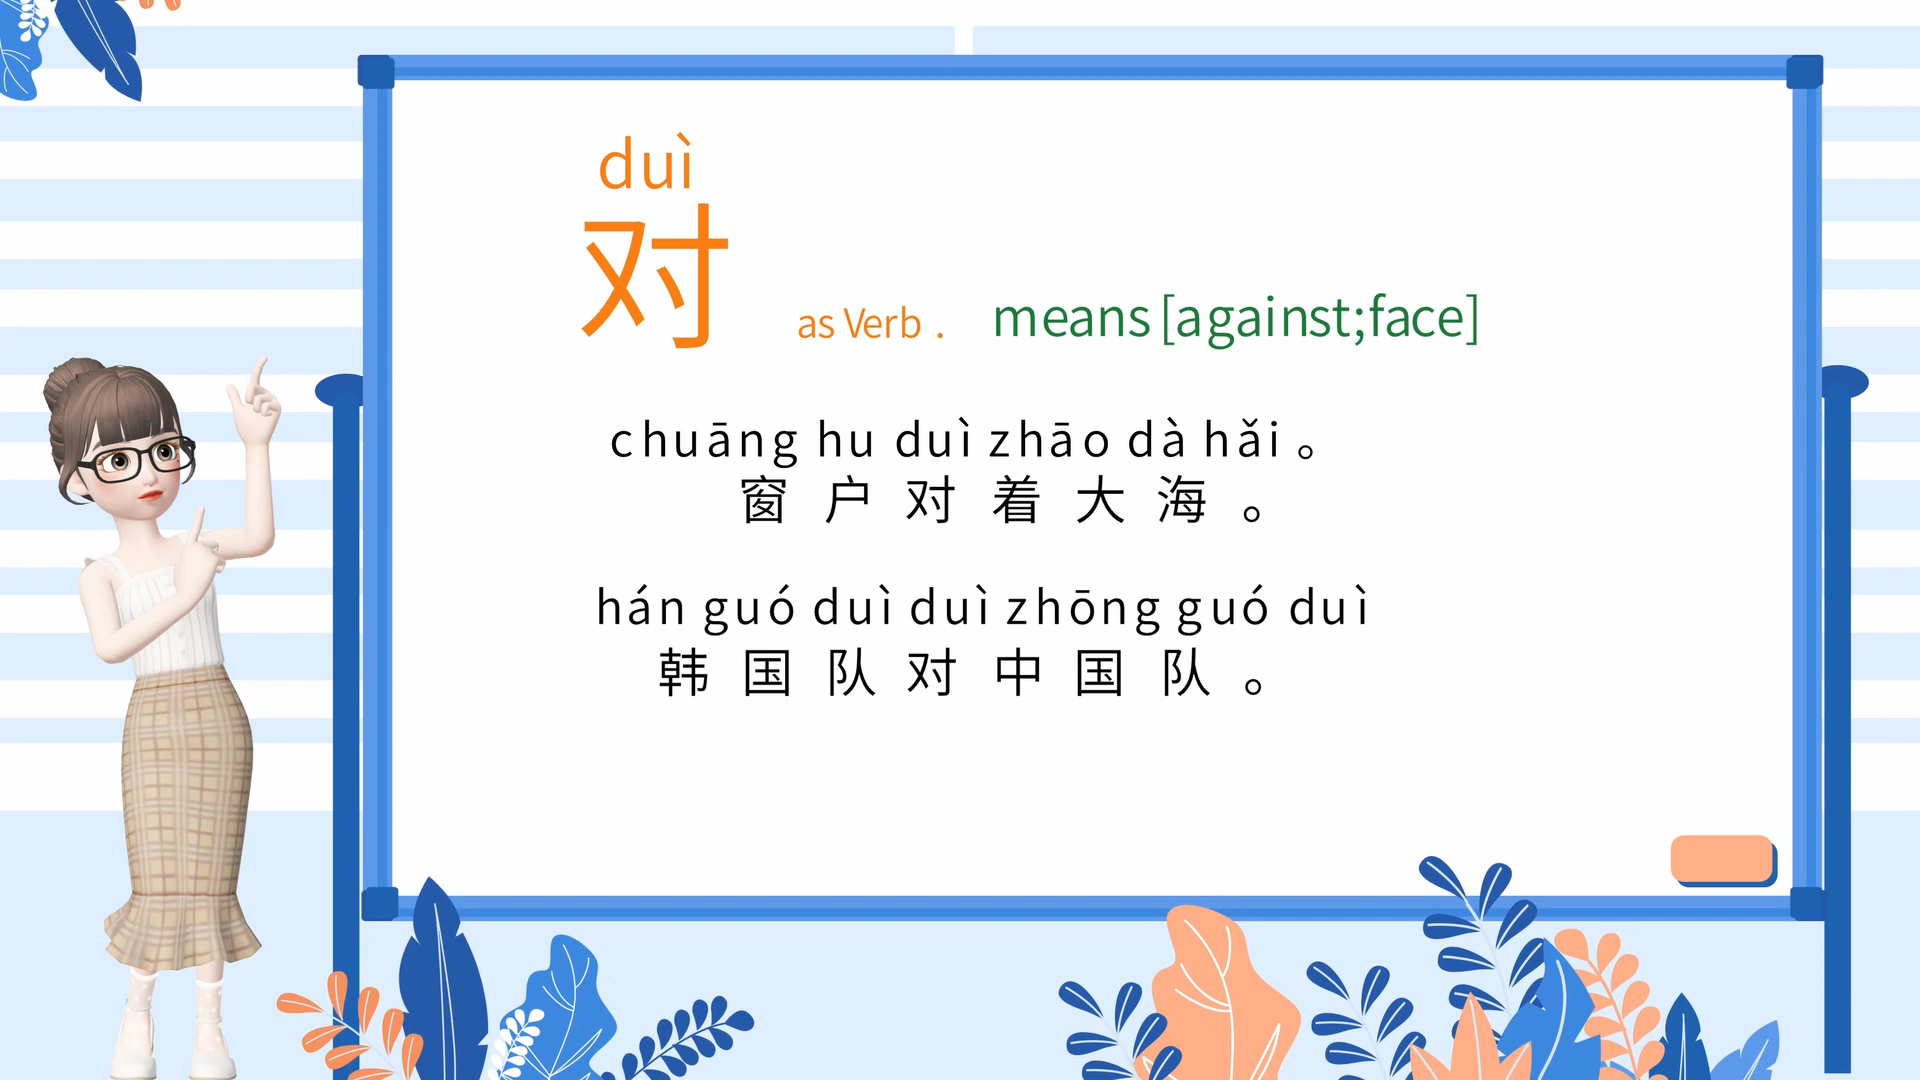 duì
对 as Verb . means [against;face]
chuāng hu duì zhāo dà hǎi 。
窗 户 对 着 大 海 。
hán guó duì duì zhōng guó duì
韩 国 队 对 中 国 队 。